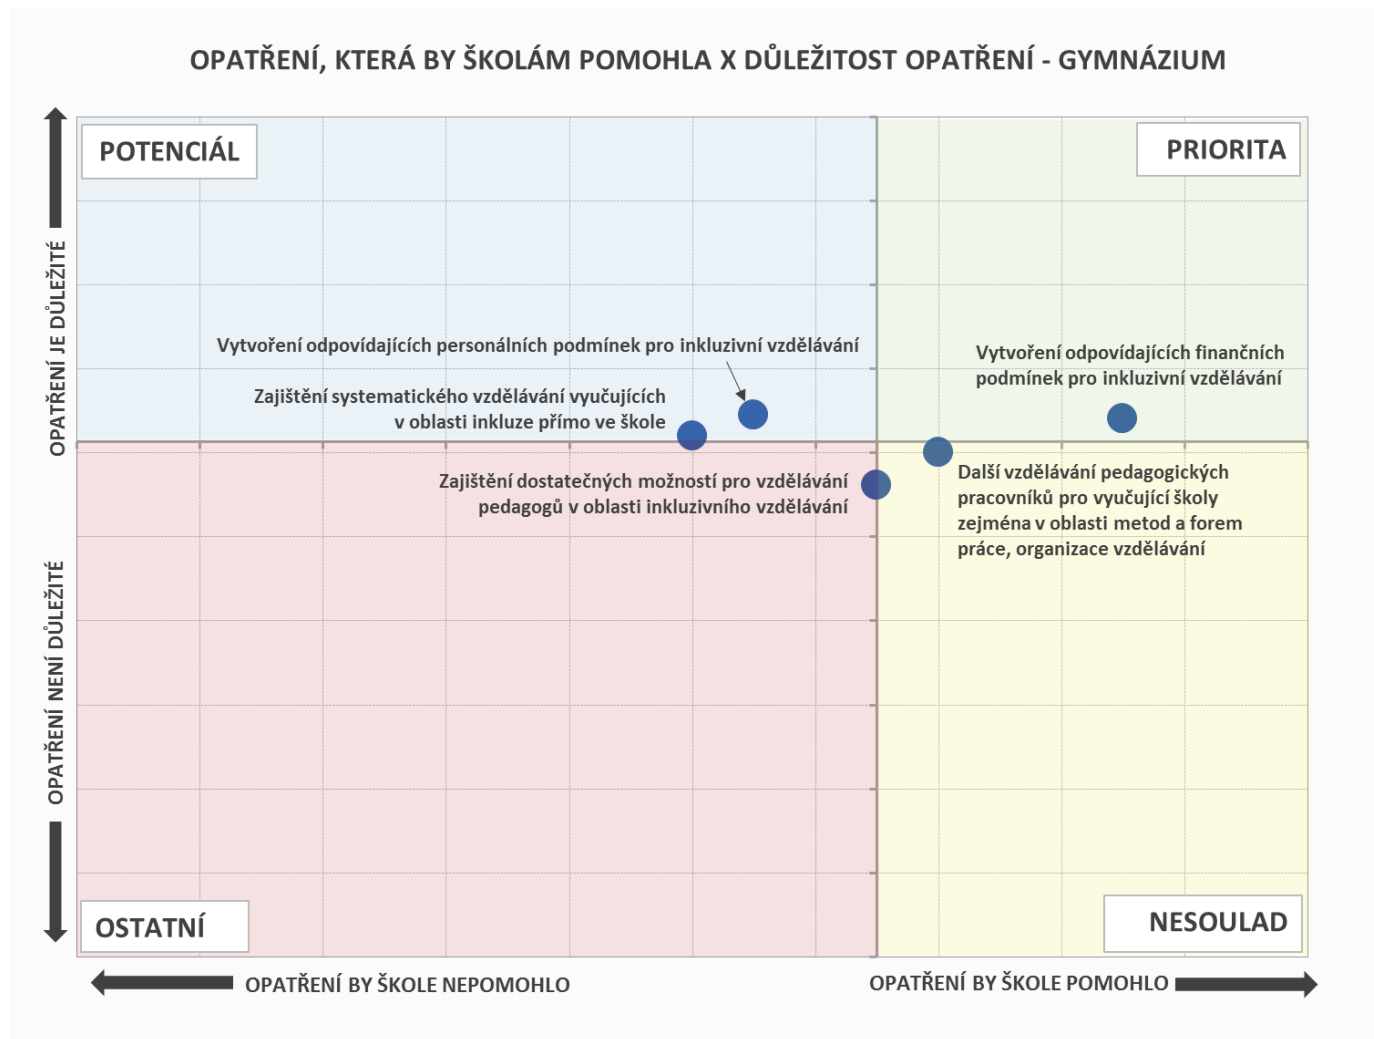 OPATŘENÍ, KTERÁ BY ŠKOLÁM POMOHLA X DŮLEŽITOST OPATŘENÍ - GYMNÁZIUM
POTENCIÁL
PRIORITA
OPATŘENÍ JE DŮLEŽITÉ
Vytvoření odpovídajících personálních podmínek pro inkluzivní vzdělávání
Vytvoření odpovídajících finančních
podmínek pro inkluzivní vzdělávání
Zajištění systematického vzdělávání vyučujících
v oblasti inkluze přímo ve škole
Zajištění dostatečných možností pro vzdělávání
pedagogů v oblasti inkluzivního vzdělávání
Další vzdělávání pedagogických
pracovníků pro vyučující školy
zejména v oblasti metod a forem
práce, organizace vzdělávání
OPATŘENÍ NENÍ DŮLEŽITÉ
OSTATNÍ
NESOULAD
OPATŘENÍ BY ŠKOLE NEPOMOHLO
OPATŘENÍ BY ŠKOLE POMOHLO